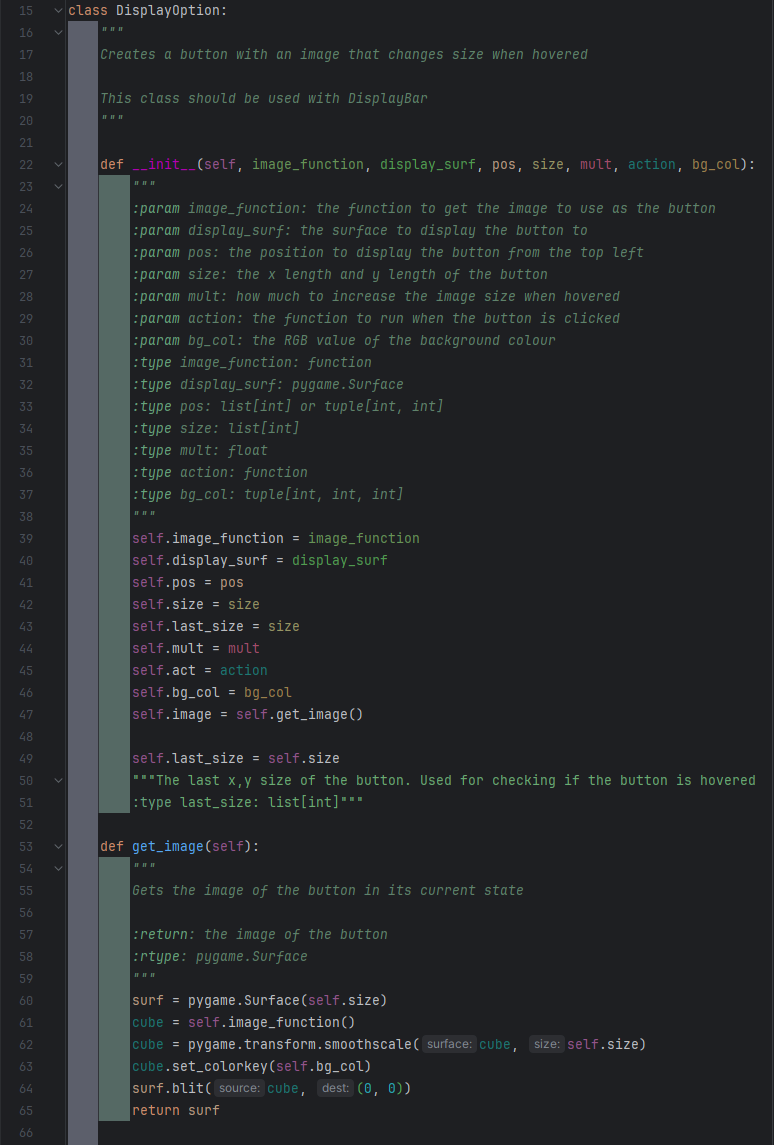 15 class DisplayOption:
16 """
17 Creates a button with an image that changes size when hovered
18
19 This class should be used with DisplayBar
20 """
21
22 def __init__(self, image_function, display_surf, pos, size, mult, action, bg_col):
23 """
24 :param image_function: the function to get the image to use as the button
25 :param display_surf: the surface to display the button to
26 :param pos: the position to display the button from the top left
27 :param size: the x length and y length of the button
28 :param mult: how much to increase the image size when hovered
29 :param action: the function to run when the button is clicked
30 :param bg_col: the RGB value of the background colour
31 :type image_function: function
32 :type display_surf: pygame.Surface
33 :type pos: list[int] or tuple[int, int]
34 :type size: list[int]
35 :type mult: float
36 :type action: function
37 :type bg_col: tuple[int, int, int]
38 """
39 self.image_function = image_function
40 self.display_surf = display_surf
41 self.pos = pos
42 self.size = size
43 self.last_size = size
44 self.mult = mult
45 self.act = action
46 self.bg_col = bg_col
47 self.image = self.get_image()
48
49 self.last_size = self.size
50 """The last x,y size of the button. Used for checking if the button is hovered
51 :type last_size: list[int]"""
52
53 def get_image(self):
54 """
55 Gets the image of the button in its current state
56
57 :return: the image of the button
58 :rtype: pygame.Surface
59 """
60 surf = pygame.Surface(self.size)
61 cube = self.image_function()
62 cube = pygame.transform.smoothscale( surface: cube, size: self.size)
63 cube.set_colorkey(self.bg_col)
64 surf.blit( source: cube, dest: (0, 0))
65 return surf
66